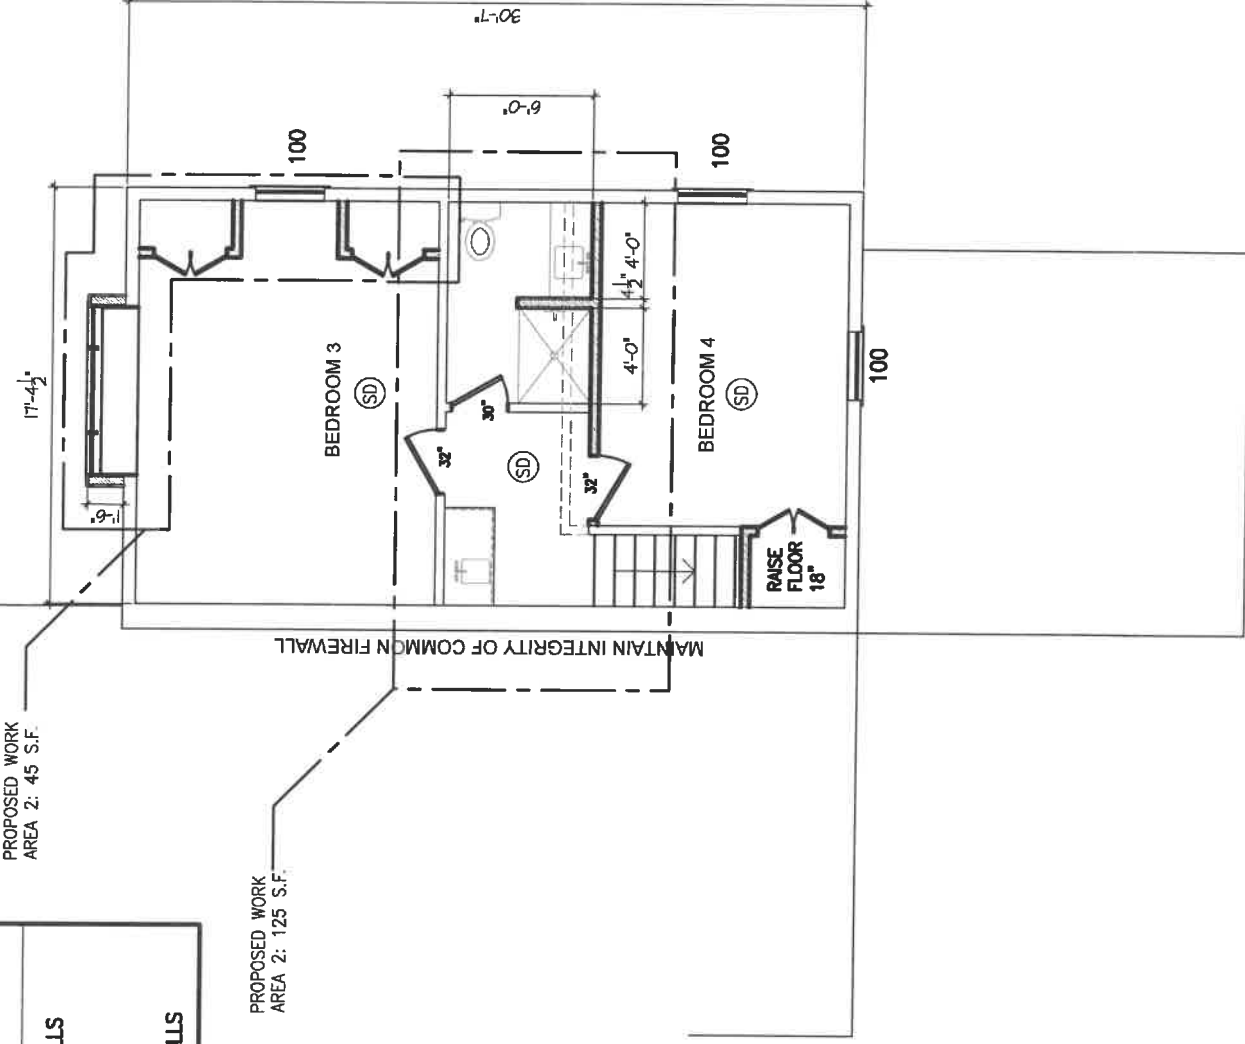 30'-7"
6'-0"
100
17'-4½"
1'-6"
BEDROOM 3
SD
100
30"
32"
SD
32"
4'-0"
4½"
4'-0"
BEDROOM 4
SD
100
RAISE
FLOOR
18"
MAINTAIN INTEGRITY OF COMMON FIREWALL
PROPOSED WORK
AREA 2: 45 S.F.
PROPOSED WORK
AREA 2: 125 S.F.
LLS
LLS